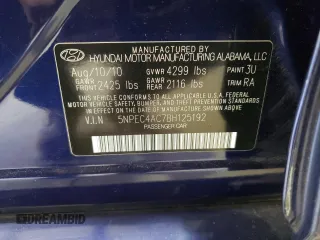 MANUFACTURED BY
HYUNDAI MOTOR MANUFACTURING ALABAMA, LLC
Aug/10/10 GVWR 4299 lbs PAINT 3U
GAWR FRONT 2425 lbs GAWR REAR 2116 lbs TRIM RA
THIS VEHICLE CONFORMS TO ALL APPLICABLE U.S. FEDERAL MOTOR VEHICLE SAFETY,
BUMPER, AND THEFT PREVENTION STANDARDS IN
EFFECT ON THE DATE OF MANUFACTURE SHOWN ABOVE.
V.I.N 5NPEC4AC7BH125192
PASSENGER CAR
© DREAMBID